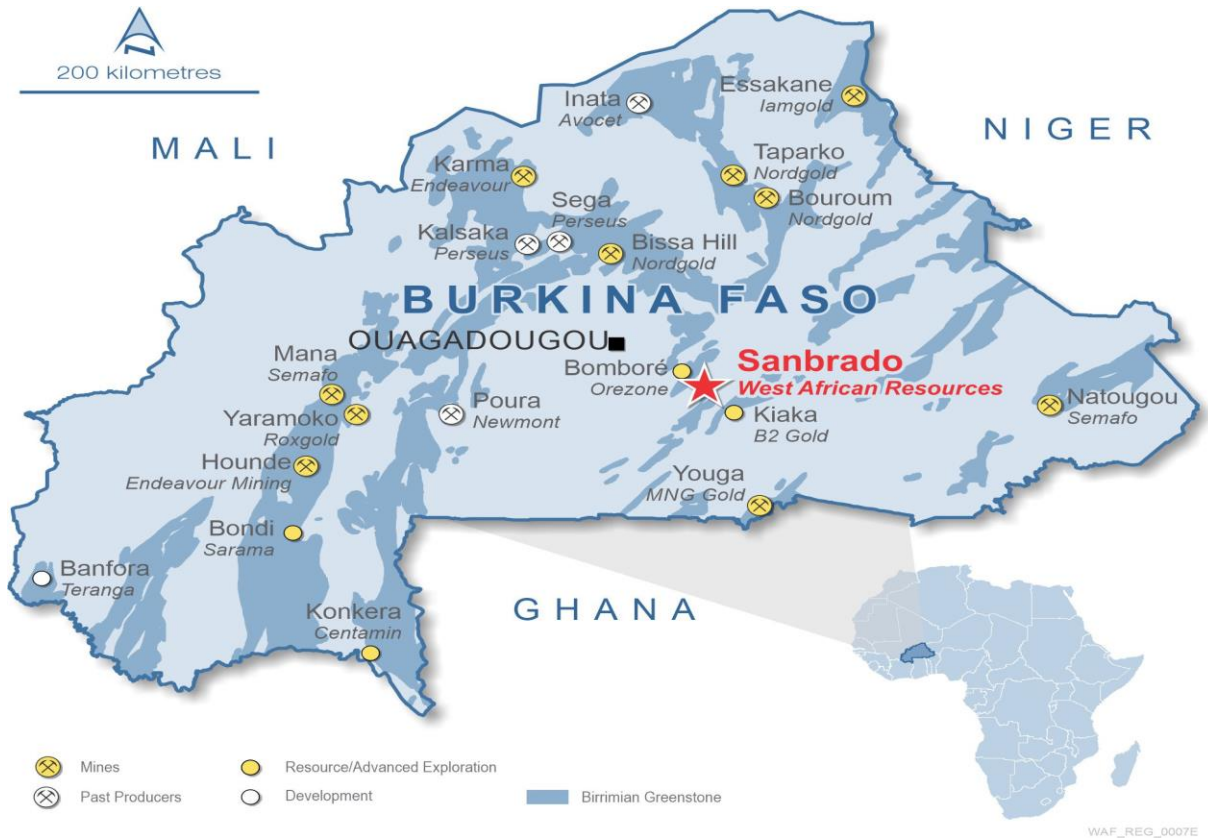 200 kilometres
MALI
NIGER
GHANA
BURKINA FASO
OUAGADOUGOU
Inata
Avocet
Essakane
Iamgold
Karma
Endeavour
Taparko
Nordgold
Bouroum
Nordgold
Sega
Perseus
Kalsaka
Perseus
Bissa Hill
Nordgold
Mana
Semafo
Yaramoko
Roxgold
Poura
Newmont
Bomboré
Orezone
Sanbrado
West African Resources
Kiaka
B2 Gold
Natougou
Semafo
Hounde
Endeavour Mining
Youga
MNG Gold
Bondi
Sarama
Banfora
Teranga
Konkera
Centamin
Mines
Past Producers
Resource/Advanced Exploration
Development
Birrimian Greenstone
WAF_REG_0007E